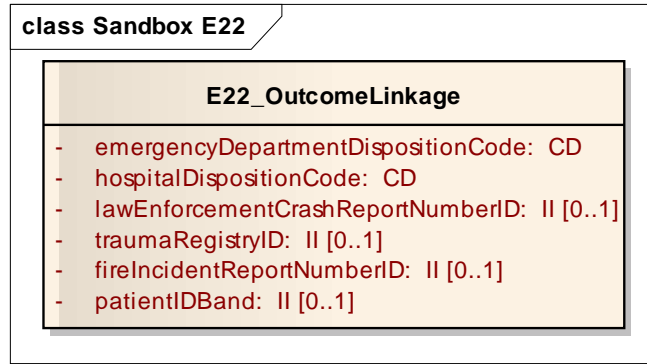 class Sandbox E22
E22_OutcomeLinkage
- emergencyDepartmentDispositionCode: CD
- hospitalDispositionCode: CD
- lawEnforcementCrashReportNumberID: II [0..1]
- traumaRegistryID: II [0..1]
- fireIncidentReportNumberID: II [0..1]
- patientIDBand: II [0..1]